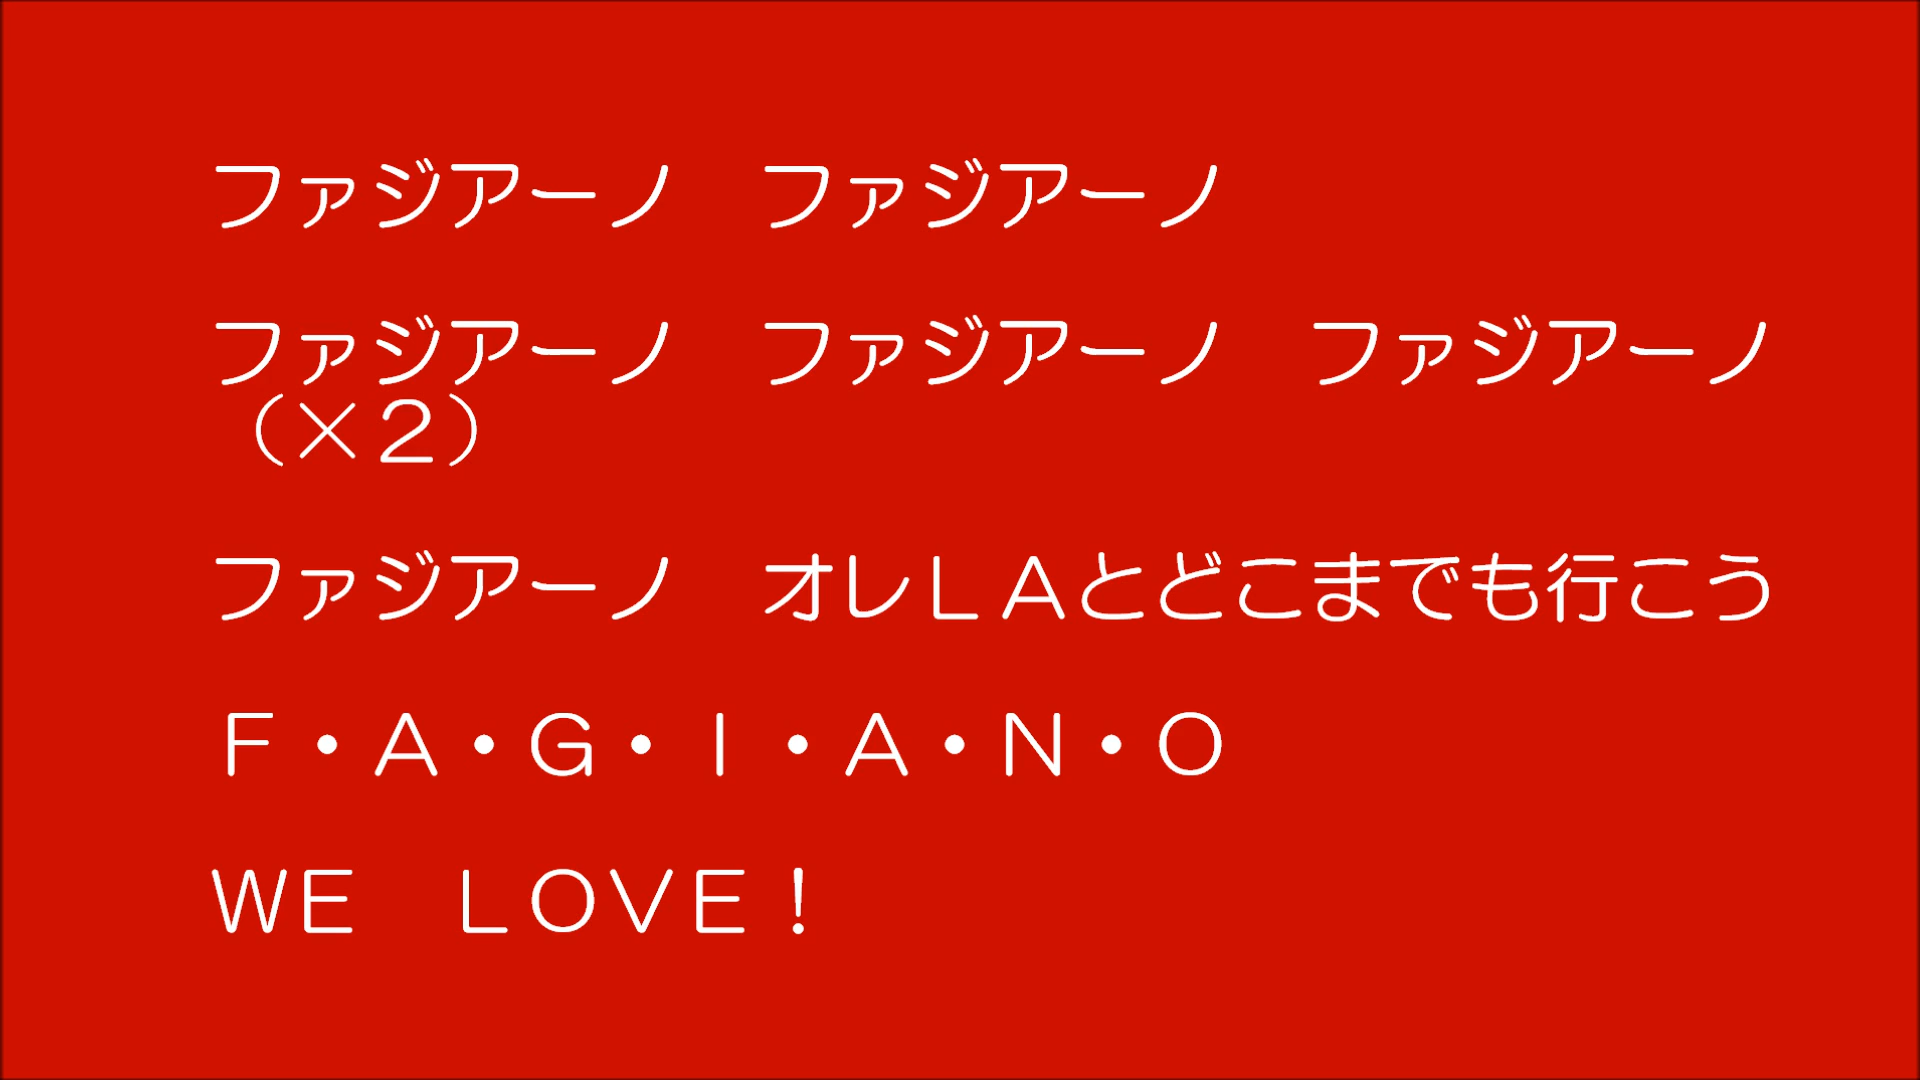 ファジアーノ　ファジアーノ
ファジアーノ　ファジアーノ　ファジアーノ
（×２）
ファジアーノ　オレＬＡとどこまでも行こう
Ｆ・Ａ・Ｇ・Ｉ・Ａ・Ｎ・Ｏ
ＷＥ　ＬＯＶＥ！